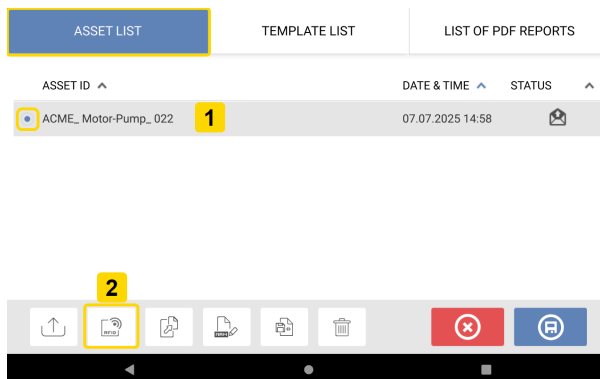 ASSET LIST TEMPLATE LIST LIST OF PDF REPORTS
ASSET ID DATE & TIME STATUS
ACME_ Motor-Pump_ 022 1 07.07.2025 14:58
2
RFID